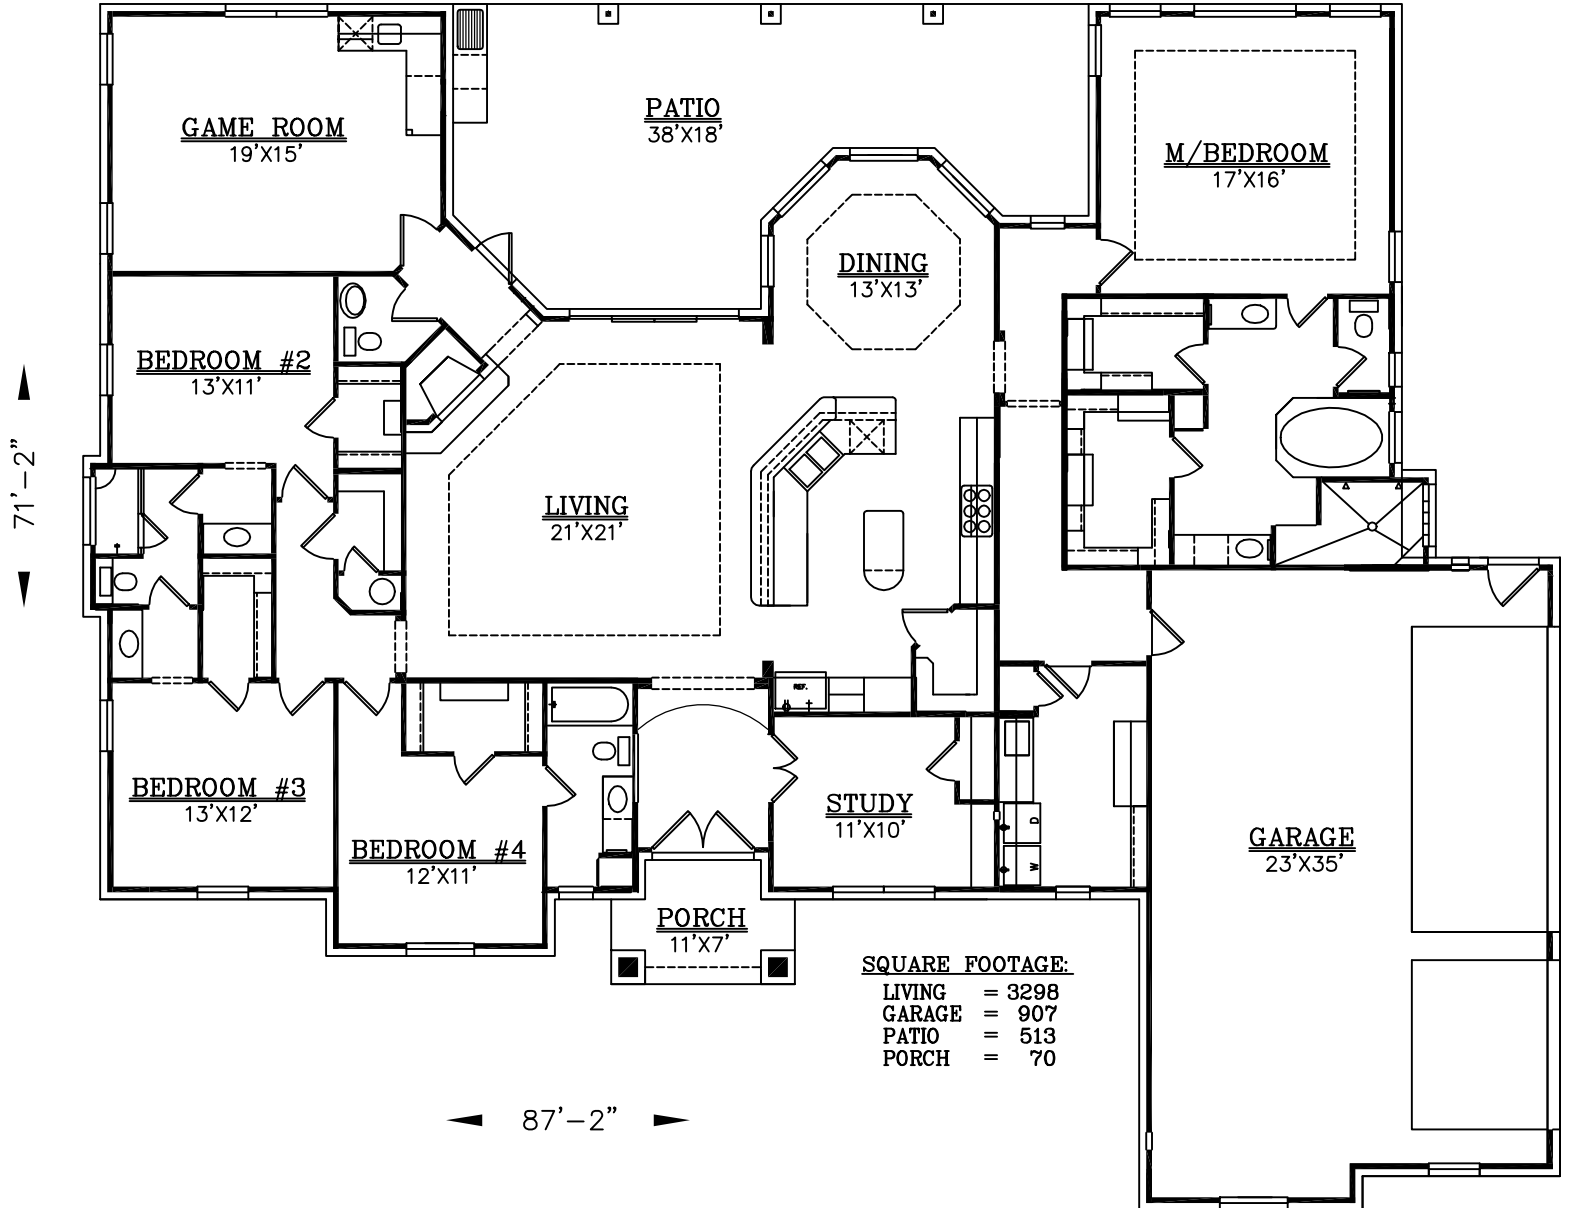 GAME ROOM
19'X15'
PATIO
38'X18'
M/BEDROOM
17'X16'
DINING
13'X13'
BEDROOM #2
13'X11'
71'-2"
LIVING
21'X21'
REF.
BEDROOM #3
13'X12'
BEDROOM #4
12'X11'
STUDY
11'X10'
D
W
GARAGE
23'X35'
PORCH
11'X7'
SQUARE FOOTAGE:
LIVING = 3298
GARAGE = 907
PATIO = 513
PORCH = 70
87'-2"